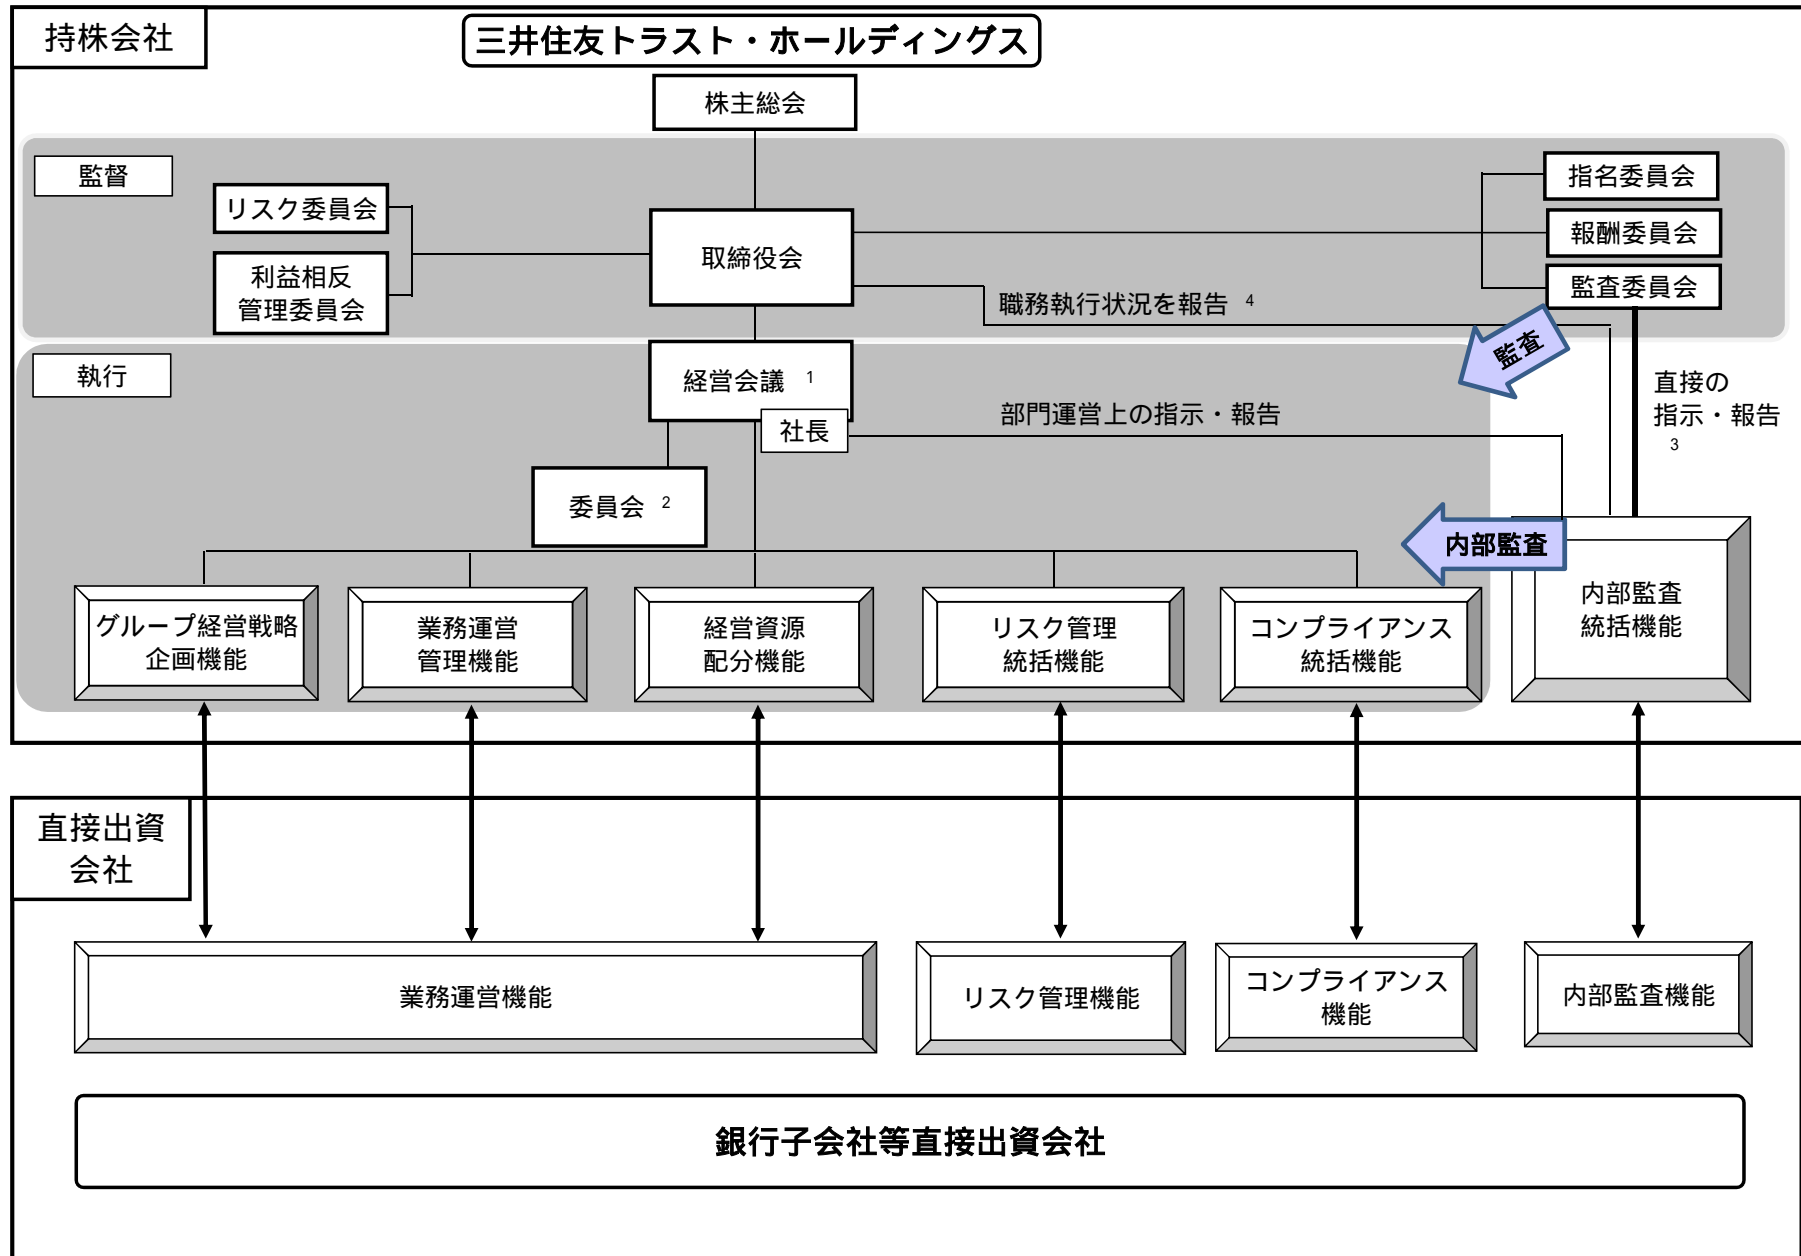 持株会社
三井住友トラスト・ホールディングス
株主総会
監督
リスク委員会
利益相反
管理委員会
取締役会
指名委員会
報酬委員会
監査委員会
職務執行状況を報告 4
監査
執行
経営会議 1
社長
部門運営上の指示・報告
直接の
指示・報告
3
委員会 2
内部監査
内部監査
統括機能
グループ経営戦略
企画機能
業務運営
管理機能
経営資源
配分機能
リスク管理
統括機能
コンプライアンス
統括機能
直接出資
会社
業務運営機能
リスク管理機能
コンプライアンス
機能
内部監査機能
銀行子会社等直接出資会社